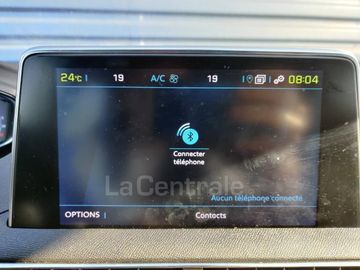 24°C 19 A/C 19 08:04
Connecter
téléphone
LaCentrale
Aucun téléphone connecté
OPTIONS Contacts